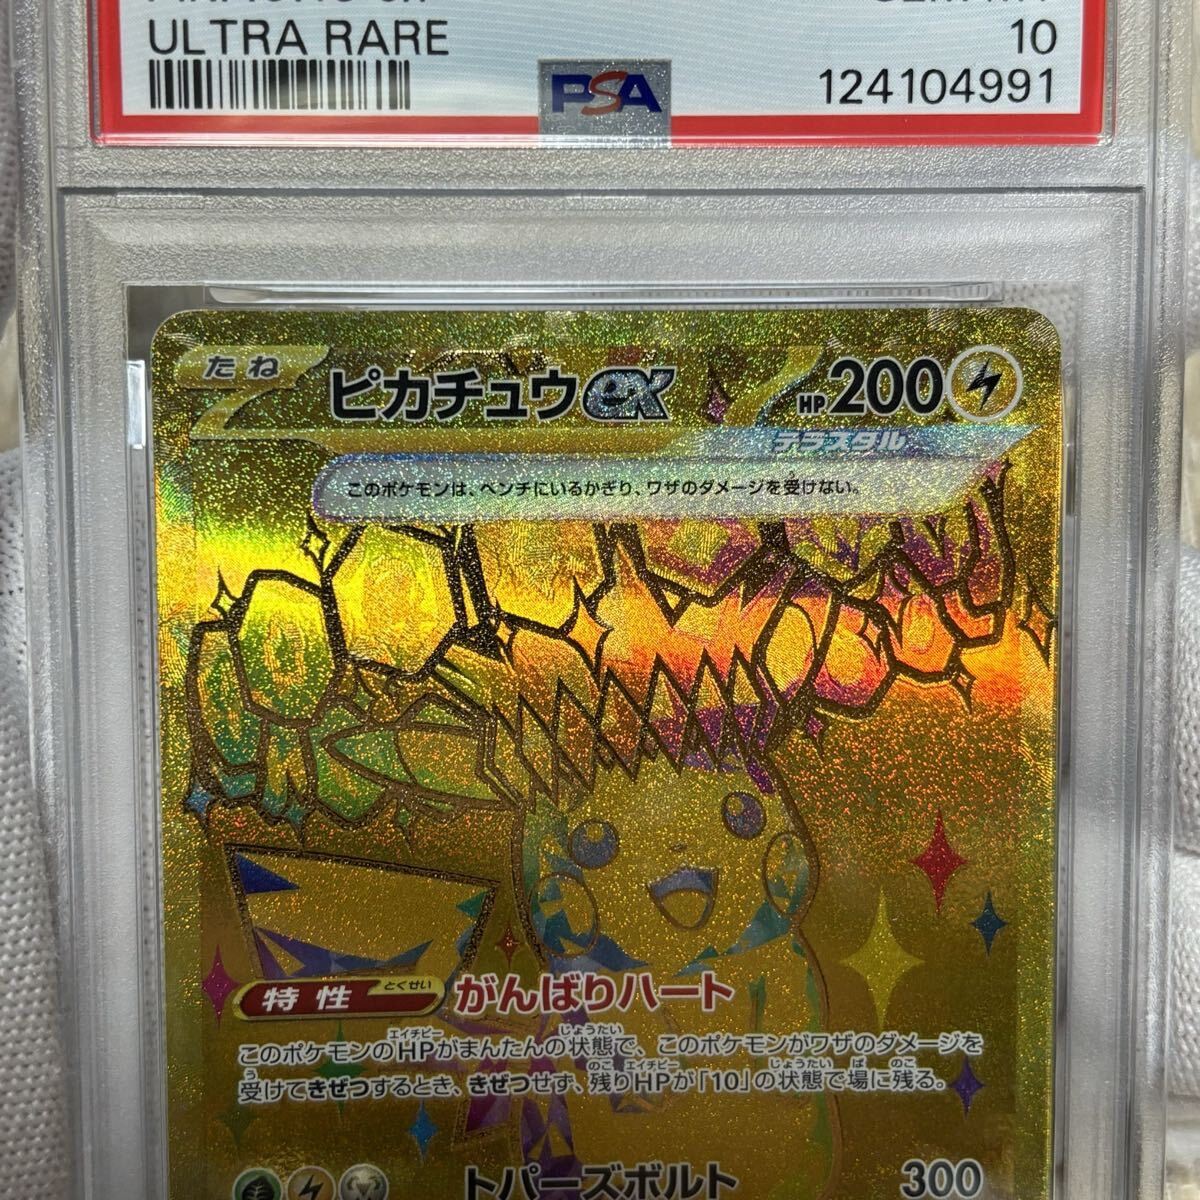 ULTRA RARE
10
PSA
124104991
たね
ピカチュウex
HP200
テラスタル
このポケモンは、ベンチにいるかぎり、ワザのダメージを受けない。
特性
とくせい
がんばりハート
このポケモンのHPがまんたんの状態で、このポケモンがワザのダメージを
受けてきぜつするとき、きぜつせず、残りHPが「10」の状態で場に残る。
トパーズボルト
300